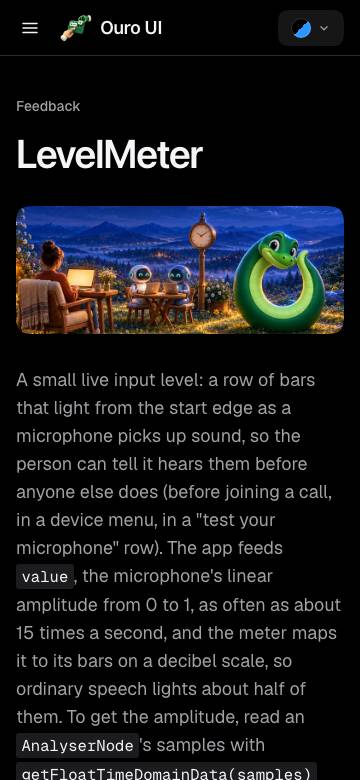 Ouro UI
Feedback
LevelMeter
A small live input level: a row of bars
that light from the start edge as a
microphone picks up sound, so the
person can tell it hears them before
anyone else does (before joining a call,
in a device menu, in a "test your
microphone" row). The app feeds
value, the microphone's linear
amplitude from 0 to 1, as often as about
15 times a second, and the meter maps
it to its bars on a decibel scale, so
ordinary speech lights about half of
them. To get the amplitude, read an
AnalyserNode's samples with
getFloatTimeDomainData(samples)